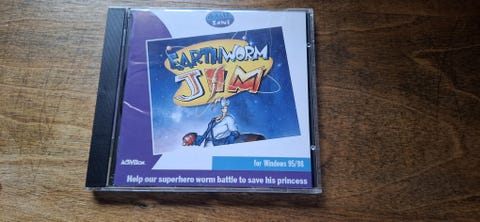 EARTHWORM
JIM
ACTIVISION
for Windows 95/98
Help our superhero worm battle to save his princess